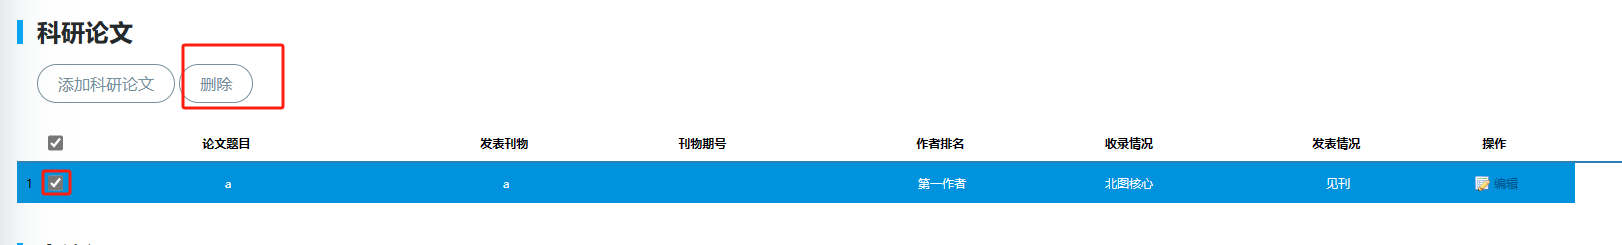 科研论文
添加科研论文 删除
论文题目 发表刊物 刊物期号 作者排名 收录情况 发表情况 操作
1 a a 第一作者 北图核心 见刊 编辑